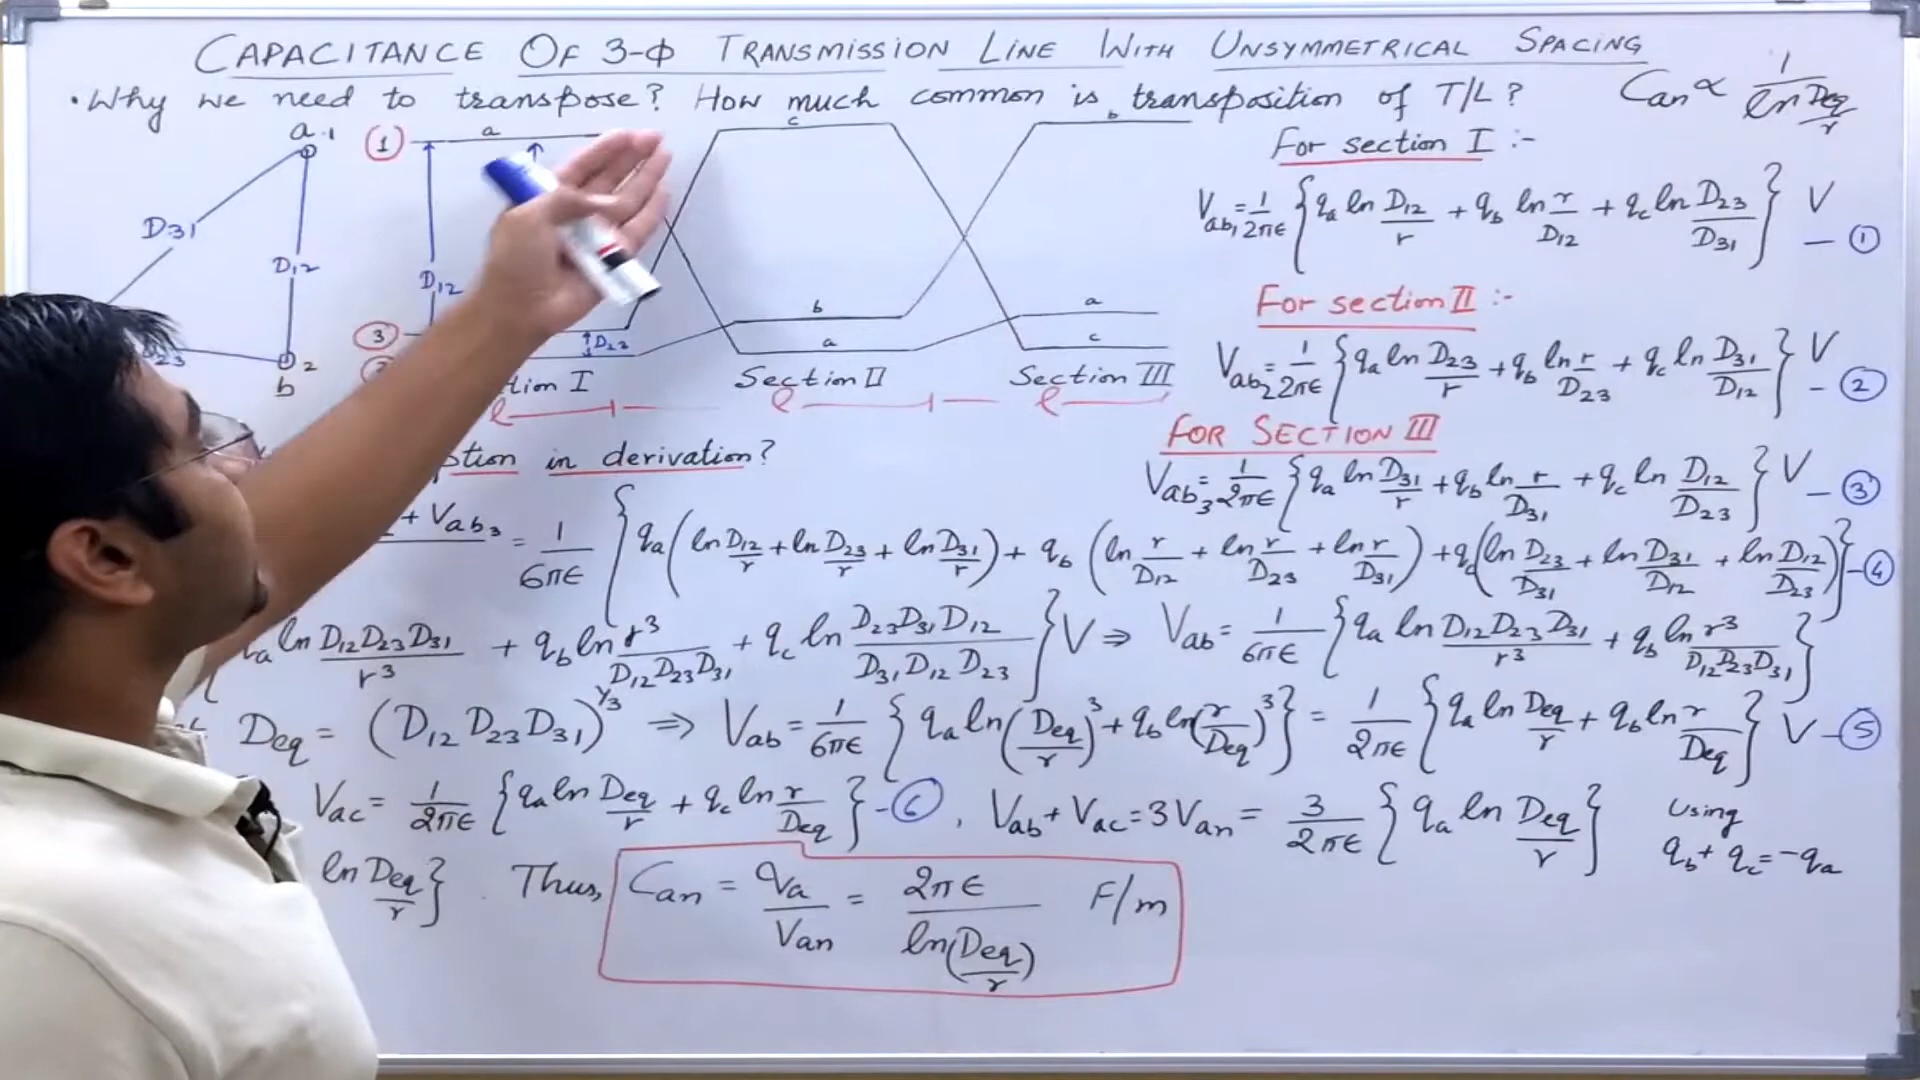 CAPACITANCE OF 3-Φ TRANSMISSION LINE WITH UNSYMMETRICAL SPACING
• Why we need to transpose? How much common is transposition of T/L?
Can ∝ 1/ln Deq/r
a 1
D31
D12
D23
b 2
(1) a c b
D12
(3) D23 b a
a c
Section II Section III
l l l
For section I :-
Vab1 = 1/2πϵ {qa ln D12/r + qb ln r/D12 + qc ln D23/D31} V — (1)
For section II :-
Vab2 = 1/2πϵ {qa ln D23/r + qb ln r/D23 + qc ln D31/D12} V - (2)
FOR SECTION III
Vab3 = 1/2πϵ {qa ln D31/r + qb ln r/D31 + qc ln D12/D23} V — (3)
in derivation?
+ Vab3 = 1/6πϵ {qa (ln D12/r + ln D23/r + ln D31/r) + qb (ln r/D12 + ln r/D23 + ln r/D31) + qc (ln D23/D31 + ln D31/D12 + ln D12/D23)} - (4)
ln D12D23D31/r³ + qb ln r³/D12D23D31 + qc ln D23D31D12/D31D12D23} V ⇒ Vab = 1/6πϵ {qa ln D12D23D31/r³ + qb ln r³/D12D23D31}
Deq = (D12D23D31)^1/3 ⇒ Vab = 1/6πϵ {qa ln (Deq/r)³ + qb ln (r/Deq)³} = 1/2πϵ {qa ln Deq/r + qb ln r/Deq} V - (5)
Vac = 1/2πϵ {qa ln Deq/r + qc ln r/Deq} - (6), Vab + Vac = 3Van = 3/2πϵ {qa ln Deq/r} Using
qb + qc = -qa
ln Deq/r}. Thus, Can = qa/Van = 2πϵ/ln(Deq/r) F/m